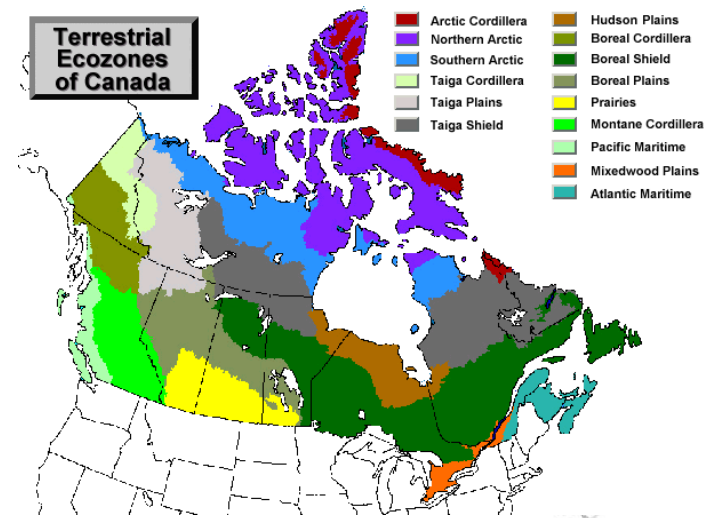 Terrestrial
Ecozones
of Canada
Arctic Cordillera
Northern Arctic
Southern Arctic
Taiga Cordillera
Taiga Plains
Taiga Shield
Hudson Plains
Boreal Cordillera
Boreal Shield
Boreal Plains
Prairies
Montane Cordillera
Pacific Maritime
Mixedwood Plains
Atlantic Maritime